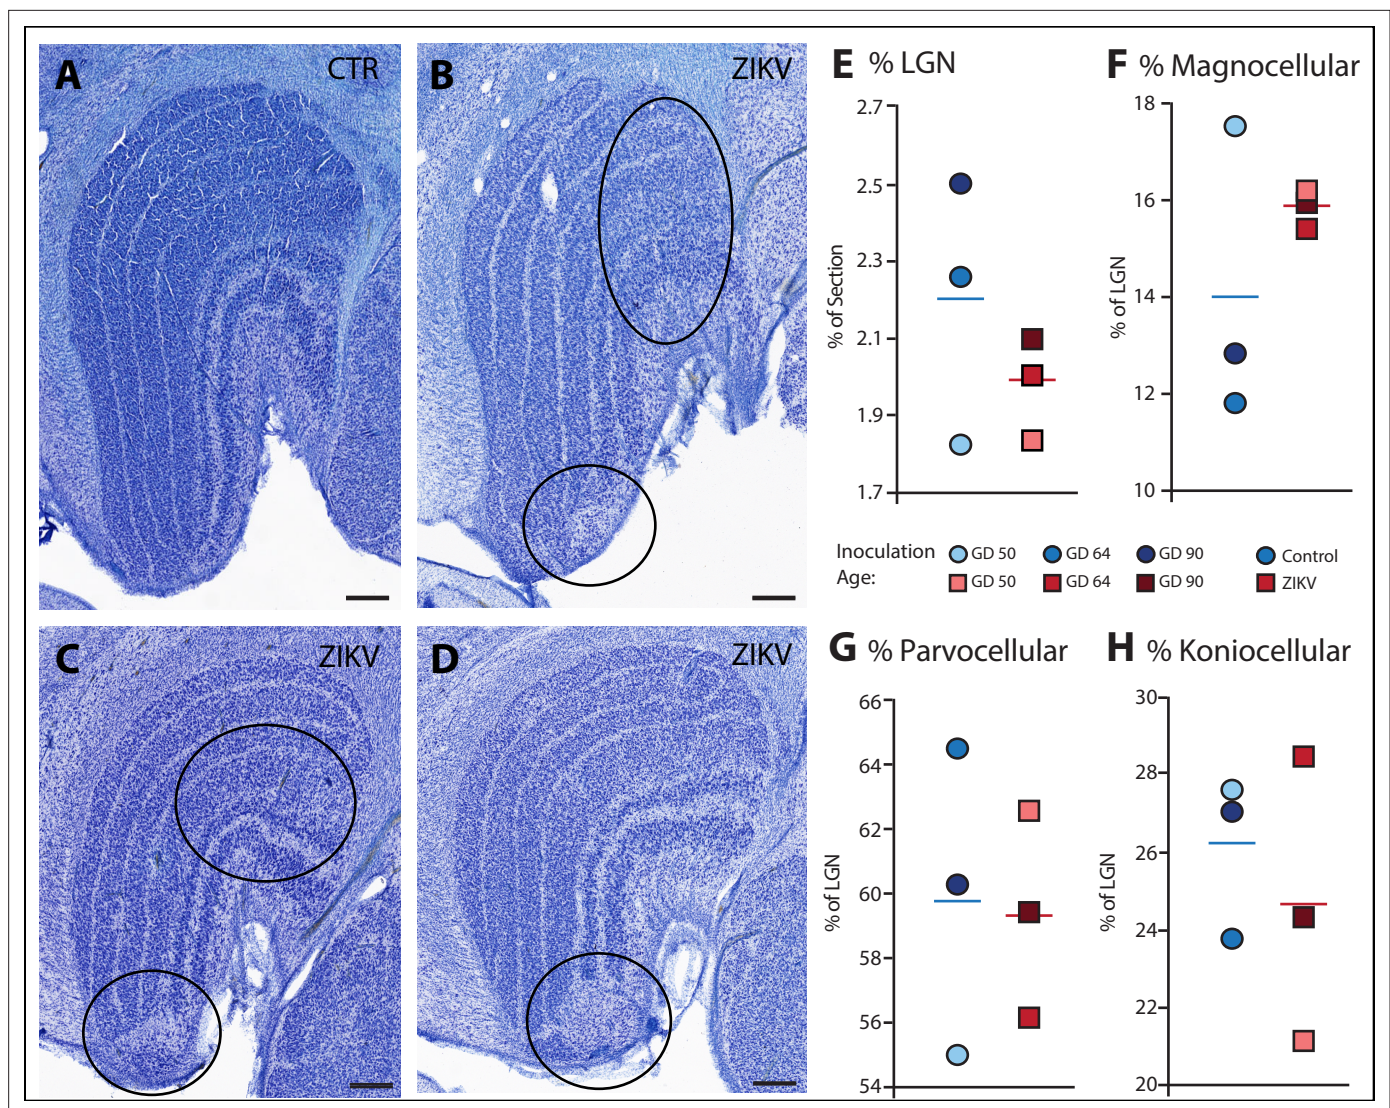 A CTR
B ZIKV
C ZIKV
D ZIKV
E % LGN
% of Section
2.7
2.5
2.3
2.1
1.9
1.7
F % Magnocellular
% of LGN
18
16
14
12
10
Inoculation Age:
GD 50 GD 64 GD 90 Control
GD 50 GD 64 GD 90 ZIKV
G % Parvocellular
% of LGN
66
64
62
60
58
56
54
H % Koniocellular
% of LGN
30
28
26
24
22
20